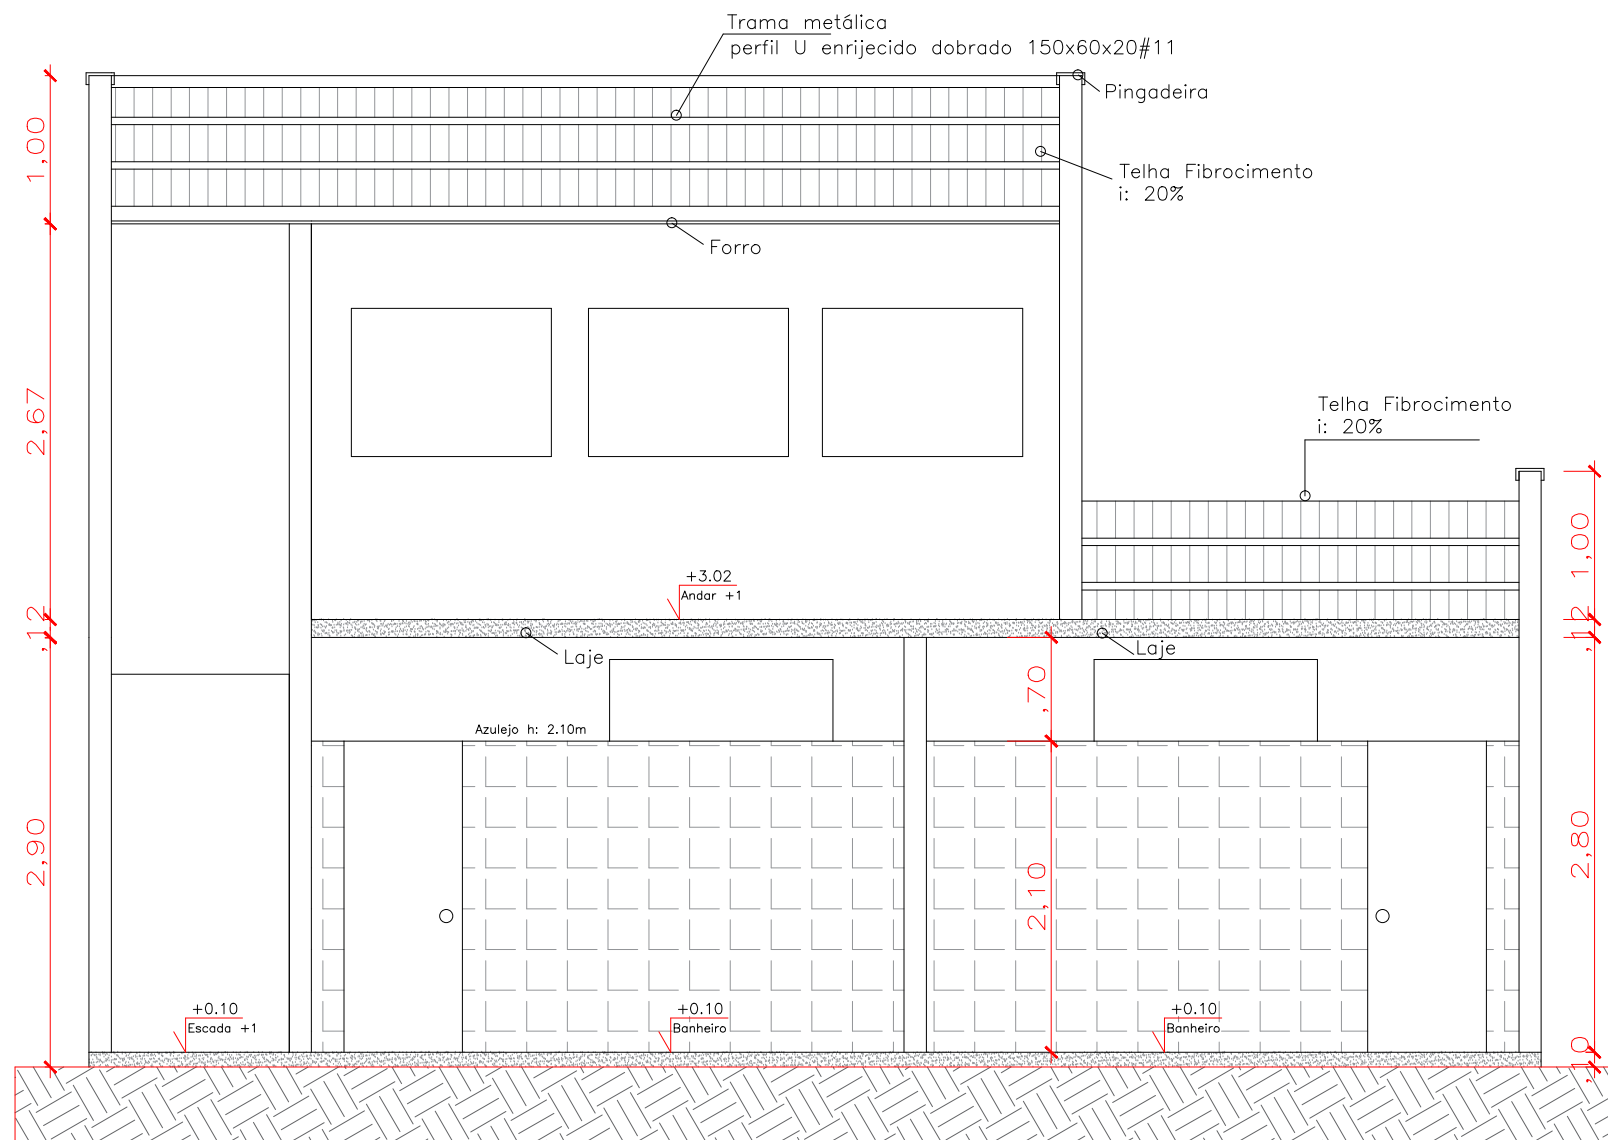 Trama metálica
perfil U enrijecido dobrado 150x60x20#11
Pingadeira
Telha Fibrocimento
i: 20%
Forro
Telha Fibrocimento
i: 20%
+3.02
Andar +1
Laje
Laje
Azulejo h: 2.10m
+0.10
Escada +1
+0.10
Banheiro
+0.10
Banheiro
1,00
2,67
,12
2,90
,70
2,10
1,00
,12
2,80
,10